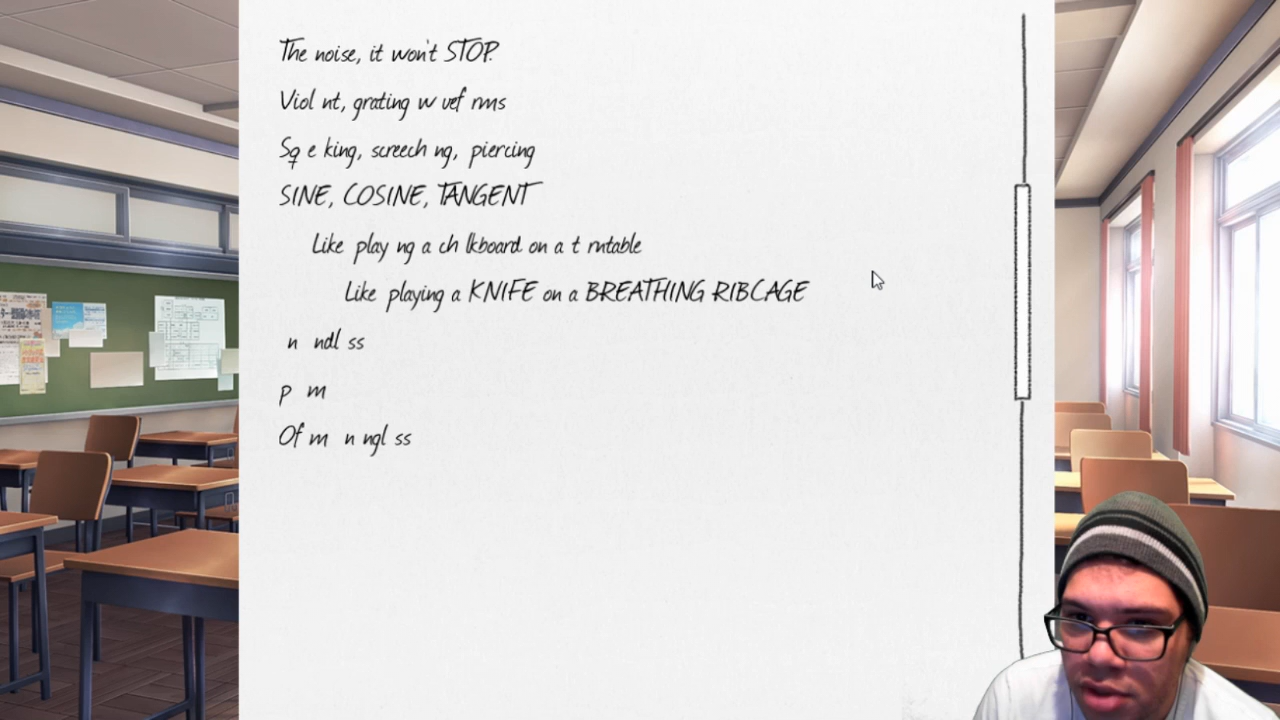 The noise, it won't STOP.
Viol nt, grating w vef rms
Sq e king, screech ng, piercing
SINE, COSINE, TANGENT
Like play ng a ch lkboard on a t rntable
Like playing a KNIFE on a BREATHING RIBCAGE
n ndl ss
p m
Of m n ngl ss